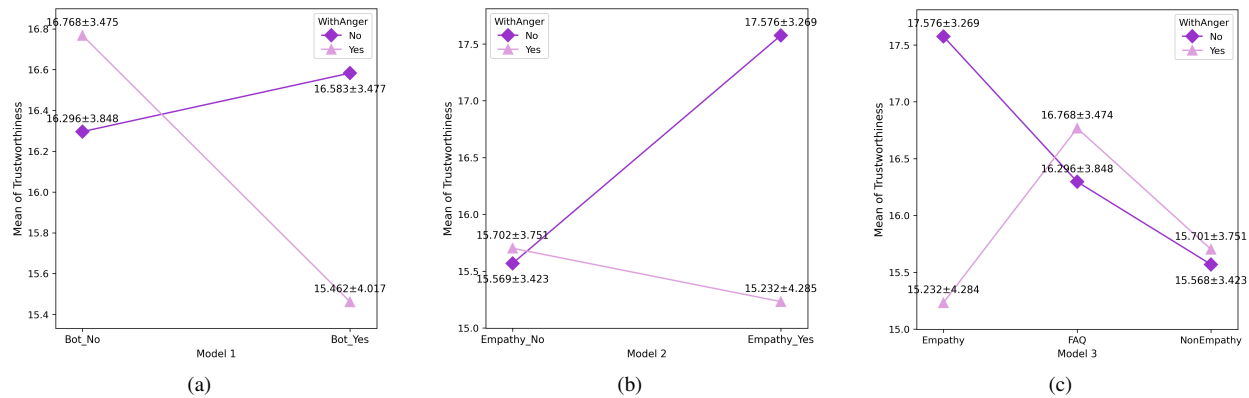 16.768±3.475
WithAnger
No
Yes
16.583±3.477
16.296±3.848
15.462±4.017
16.8
16.6
16.4
16.2
16.0
15.8
15.6
15.4
Mean of Trustworthiness
Bot_No
Bot_Yes
Model 1
(a)
17.576±3.269
WithAnger
No
Yes
15.702±3.751
15.569±3.423
15.232±4.285
17.5
17.0
16.5
16.0
15.5
15.0
Mean of Trustworthiness
Empathy_No
Empathy_Yes
Model 2
(b)
17.576±3.269
WithAnger
No
Yes
16.768±3.474
16.296±3.848
15.701±3.751
15.568±3.423
15.232±4.284
17.5
17.0
16.5
16.0
15.5
15.0
Mean of Trustworthiness
Empathy
FAQ
NonEmpathy
Model 3
(c)